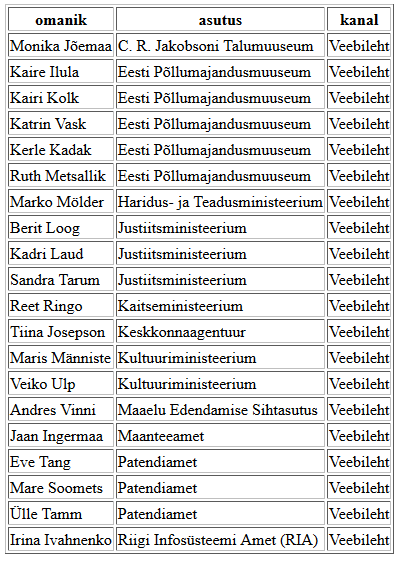 omanik asutus kanal
Monika Jõemaa C. R. Jakobsoni Talumuuseum Veebileht
Kaire Ilula Eesti Põllumajandusmuuseum Veebileht
Kairi Kolk Eesti Põllumajandusmuuseum Veebileht
Katrin Vask Eesti Põllumajandusmuuseum Veebileht
Kerle Kadak Eesti Põllumajandusmuuseum Veebileht
Ruth Metsallik Eesti Põllumajandusmuuseum Veebileht
Marko Mölder Haridus- ja Teadusministeerium Veebileht
Berit Loog Justiitsministeerium Veebileht
Kadri Laud Justiitsministeerium Veebileht
Sandra Tarum Justiitsministeerium Veebileht
Reet Ringo Kaitseministeerium Veebileht
Tiina Josepson Keskkonnaagentuur Veebileht
Maris Männiste Kultuuriministeerium Veebileht
Veiko Ulp Kultuuriministeerium Veebileht
Andres Vinni Maaelu Edendamise Sihtasutus Veebileht
Jaan Ingermaa Maanteeamet Veebileht
Eve Tang Patendiamet Veebileht
Mare Soomets Patendiamet Veebileht
Ülle Tamm Patendiamet Veebileht
Irina Ivahnenko Riigi Infosüsteemi Amet (RIA) Veebileht